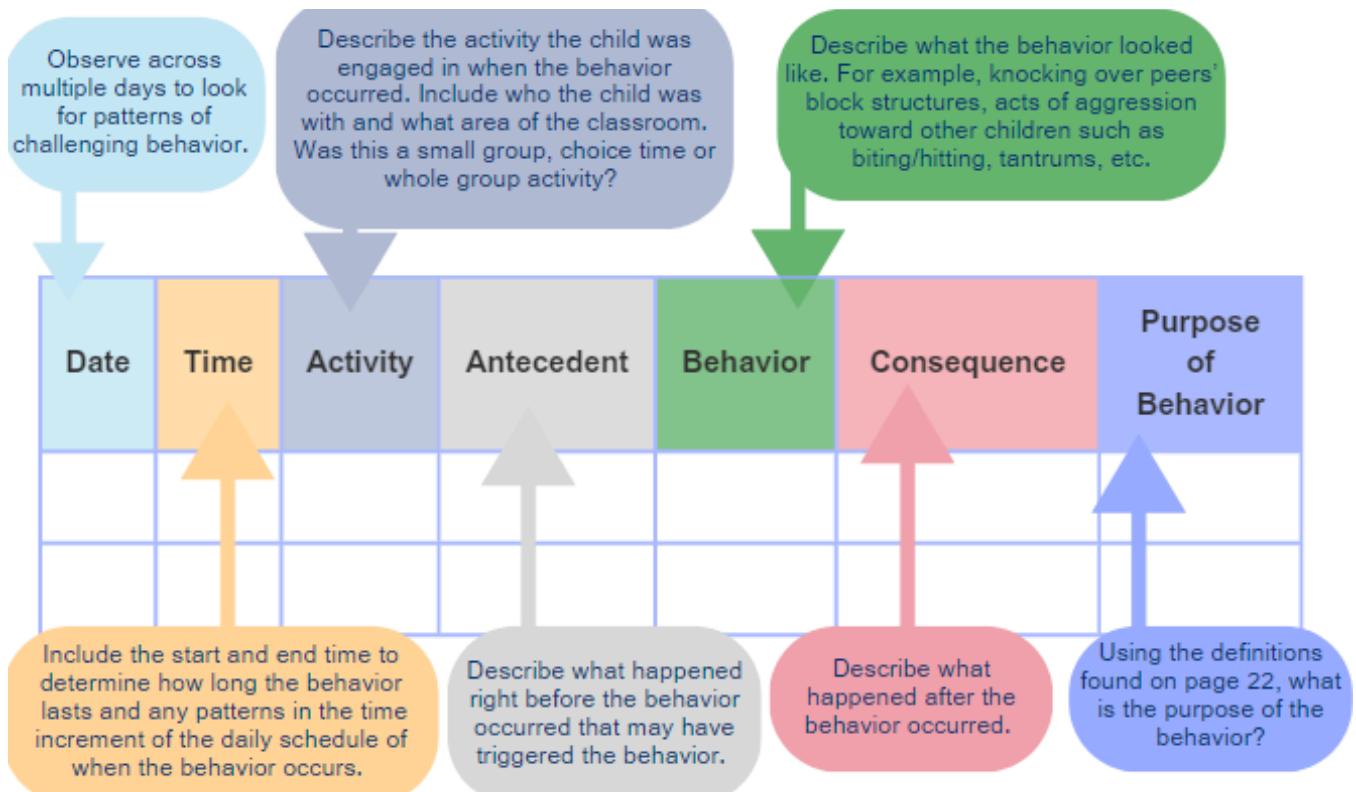 Observe across
multiple days to look
for patterns of
challenging behavior.
Describe the activity the child was
engaged in when the behavior
occurred. Include who the child was
with and what area of the classroom.
Was this a small group, choice time or
whole group activity?
Describe what the behavior looked
like. For example, knocking over peers’
block structures, acts of aggression
toward other children such as
biting/hitting, tantrums, etc.
Date
Time
Activity
Antecedent
Behavior
Consequence
Purpose
of
Behavior
Include the start and end time to
determine how long the behavior
lasts and any patterns in the time
increment of the daily schedule of
when the behavior occurs.
Describe what happened
right before the behavior
occurred that may have
triggered the behavior.
Describe what
happened after the
behavior occurred.
Using the definitions
found on page 22, what
is the purpose of the
behavior?